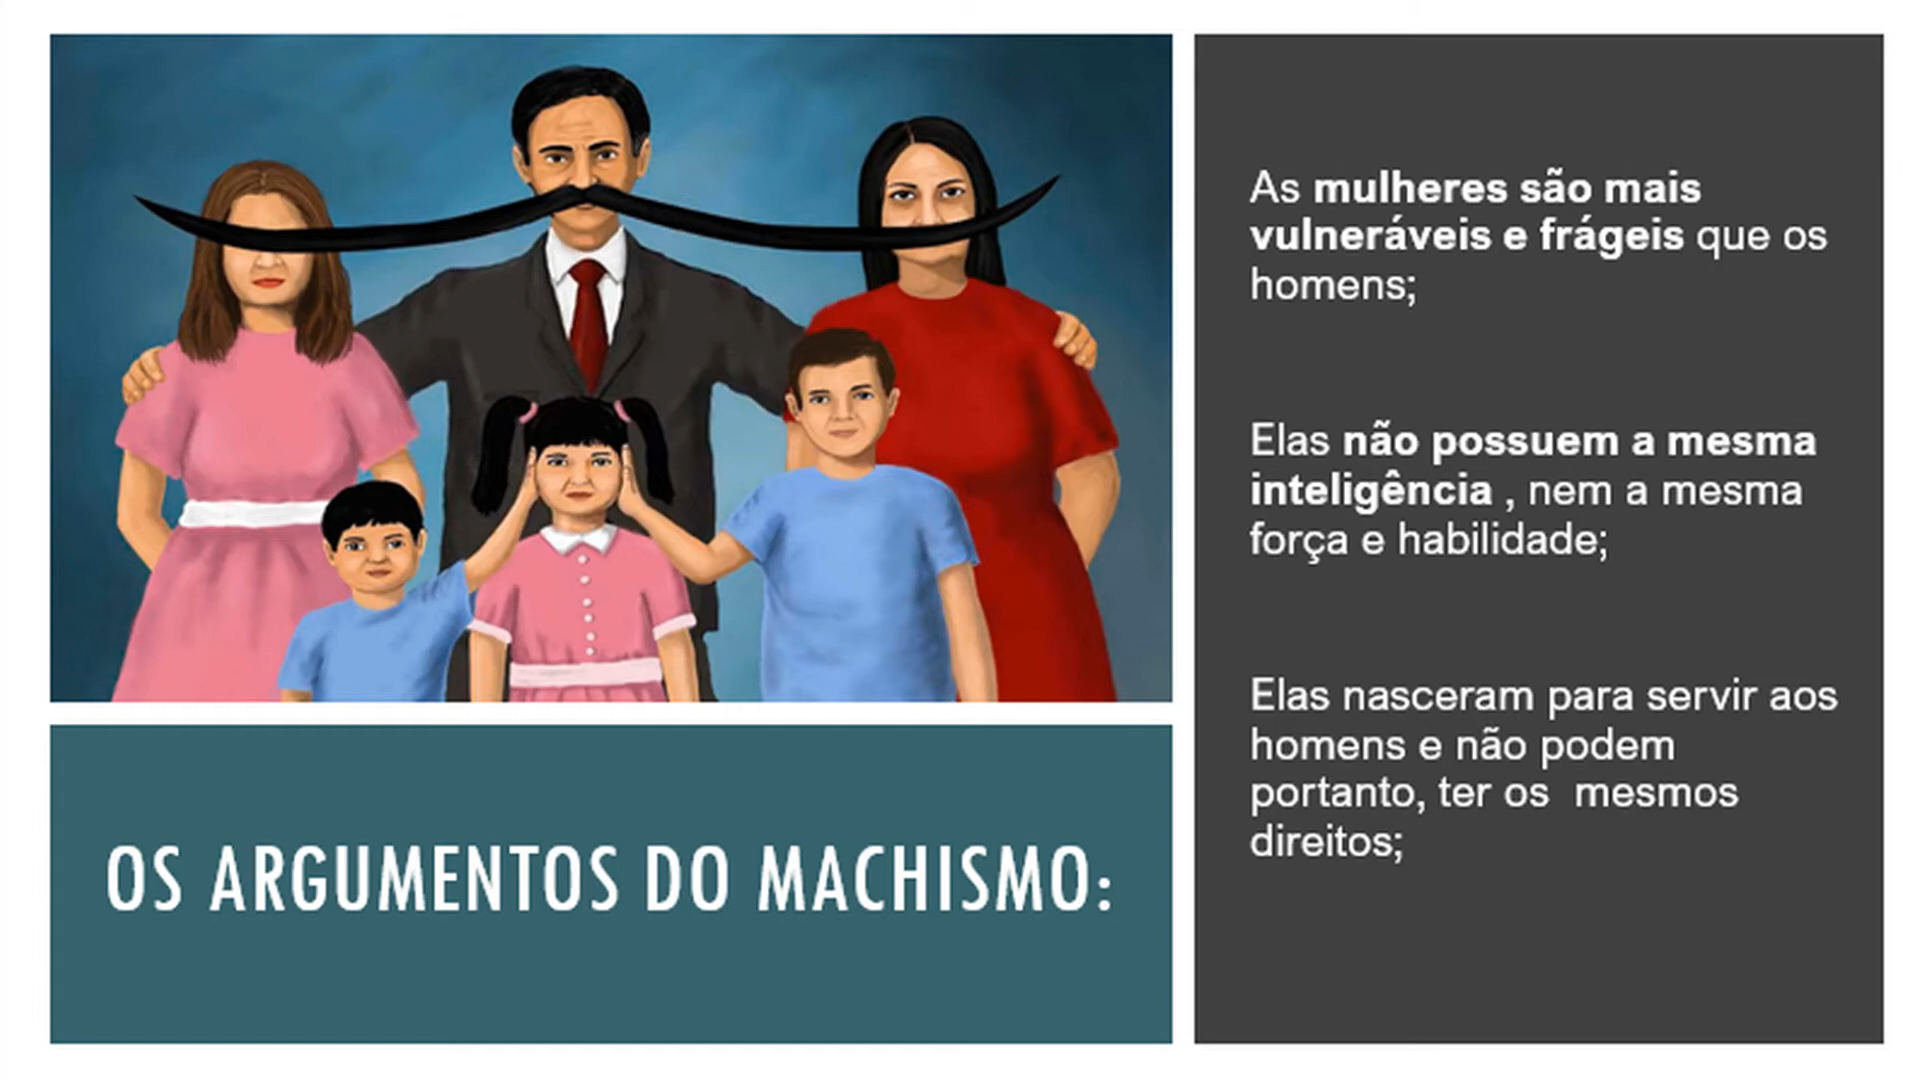 OS ARGUMENTOS DO MACHISMO:
As mulheres são mais
vulneráveis e frágeis que os
homens;
Elas não possuem a mesma
inteligência , nem a mesma
força e habilidade;
Elas nasceram para servir aos
homens e não podem
portanto, ter os  mesmos
direitos;